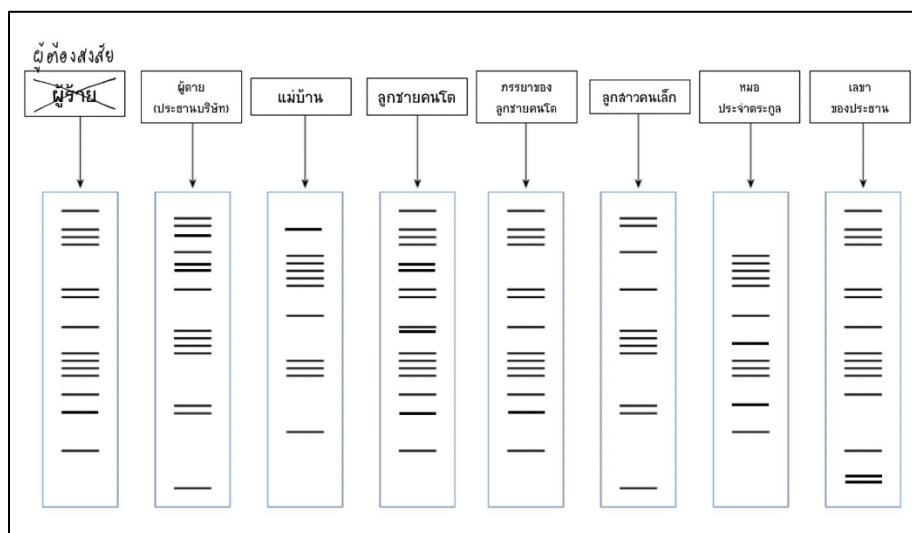 ผู้ต้องสงสัย
ผู้ร้าย
ผู้ตาย
(ประธานบริษัท)
แม่บ้าน
ลูกชายคนโต
ภรรยาของ
ลูกชายคนโต
ลูกสาวคนเล็ก
หมอ
ประจำตระกูล
เลขา
ของประธาน